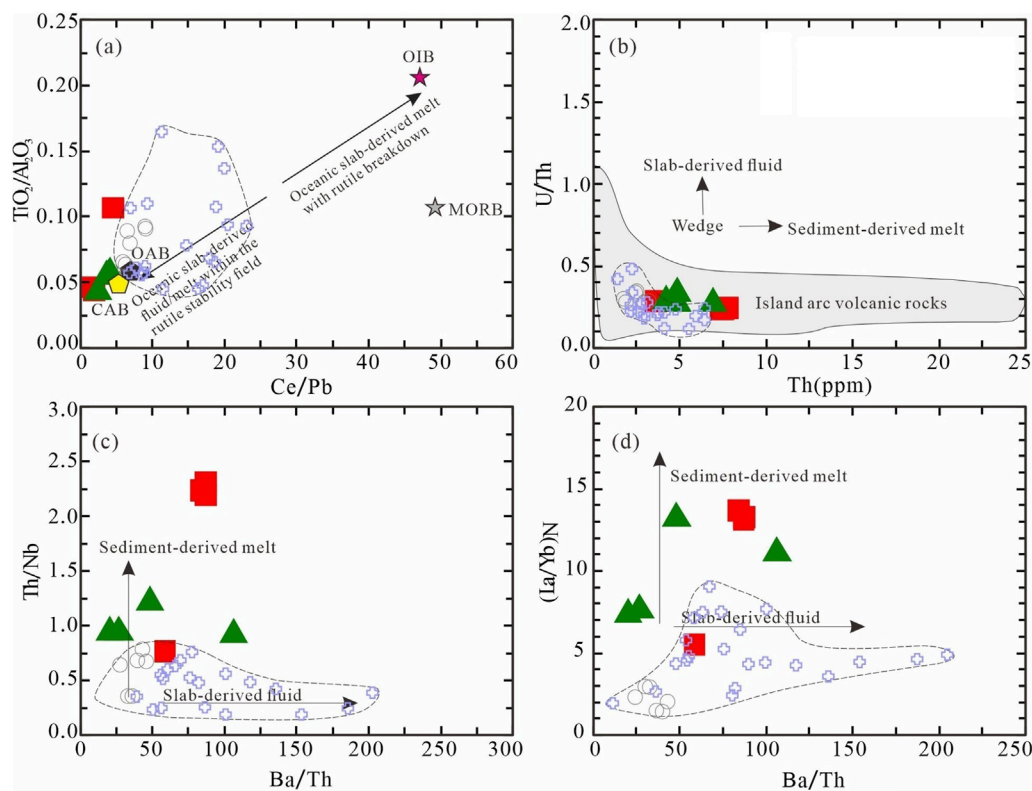 (a)
OIB
MORB
OAB
CAB
Oceanic slab-derived melt
with rutile breakdown
Oceanic slab-derived
fluid/melt within the
rutile stability field
0.25
0.20
0.15
0.10
0.05
0.00
TiO₂/Al₂O₃
0
10
20
30
40
50
60
Ce/Pb
(b)
Slab-derived fluid
Wedge
Sediment-derived melt
Island arc volcanic rocks
2.0
1.5
1.0
0.5
0.0
U/Th
0
5
10
15
20
25
Th(ppm)
(c)
Sediment-derived melt
Slab-derived fluid
3.0
2.5
2.0
1.5
1.0
0.5
0.0
Th/Nb
0
50
100
150
200
250
300
Ba/Th
(d)
Sediment-derived melt
Slab-derived fluid
20
15
10
5
0
(La/Yb)N
0
50
100
150
200
250
Ba/Th